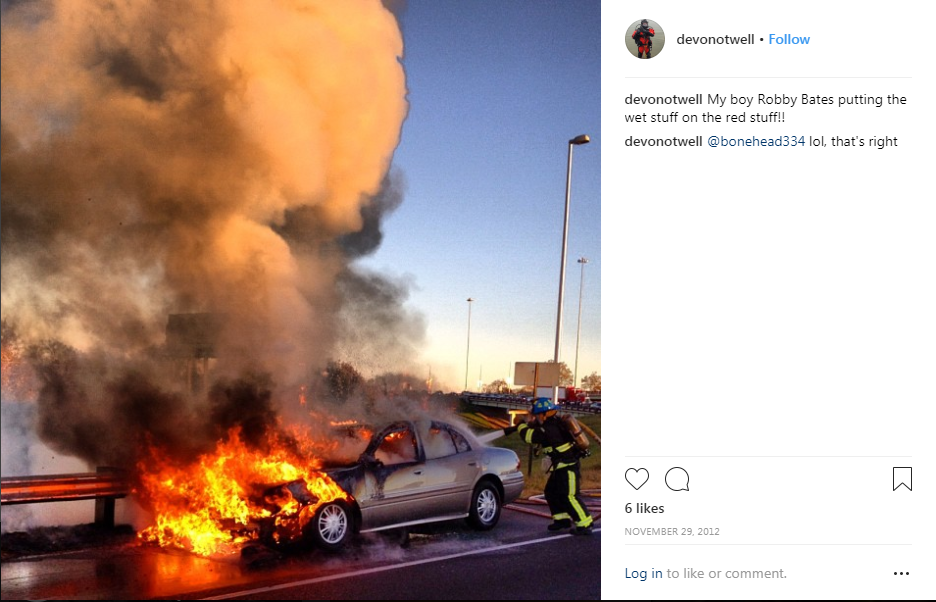 devonotwell • Follow
devonotwell My boy Robby Bates putting the
wet stuff on the red stuff!!
devonotwell @bonehead334 lol, that's right
6 likes
NOVEMBER 29, 2012
Log in to like or comment.